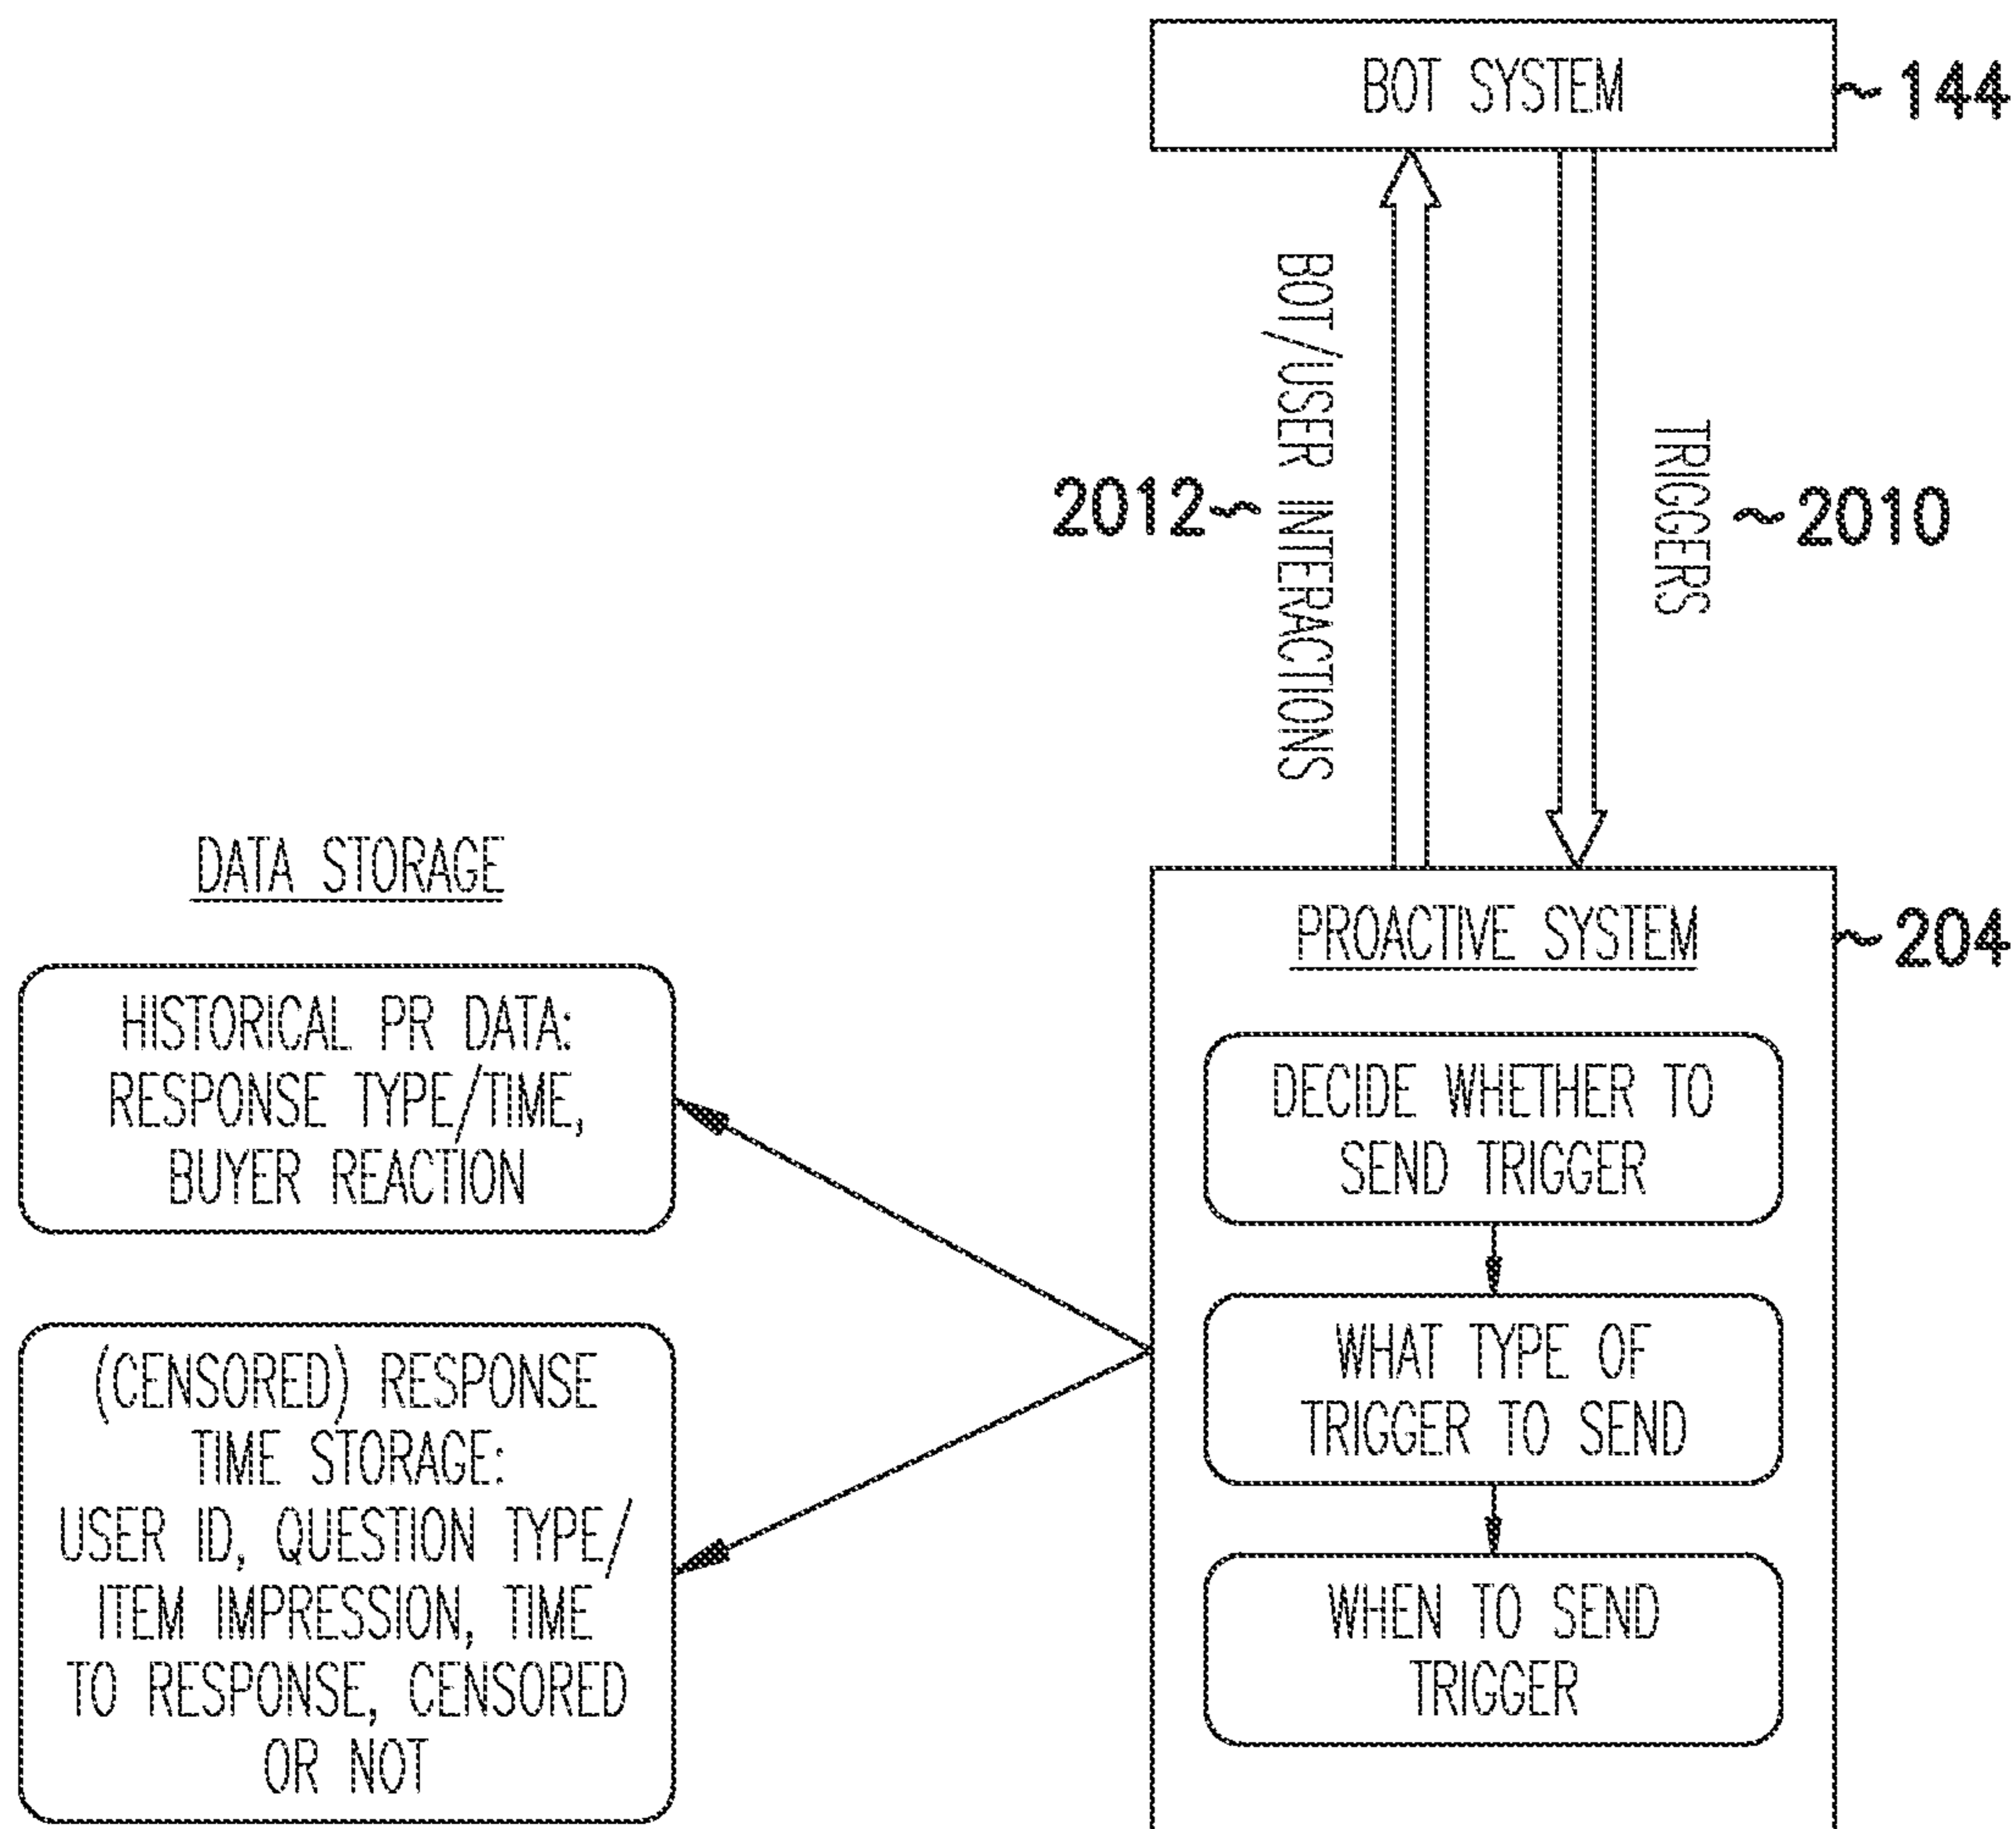 BOT SYSTEM
144
BOT/USER INTERACTIONS
2012
TRIGGERS
2010
DATA STORAGE
HISTORICAL PR DATA:
RESPONSE TYPE/TIME,
BUYER REACTION
(CENSORED) RESPONSE
TIME STORAGE:
USER ID, QUESTION TYPE/
ITEM IMPRESSION, TIME
TO RESPONSE, CENSORED
OR NOT
PROACTIVE SYSTEM
204
DECIDE WHETHER TO
SEND TRIGGER
WHAT TYPE OF
TRIGGER TO SEND
WHEN TO SEND
TRIGGER